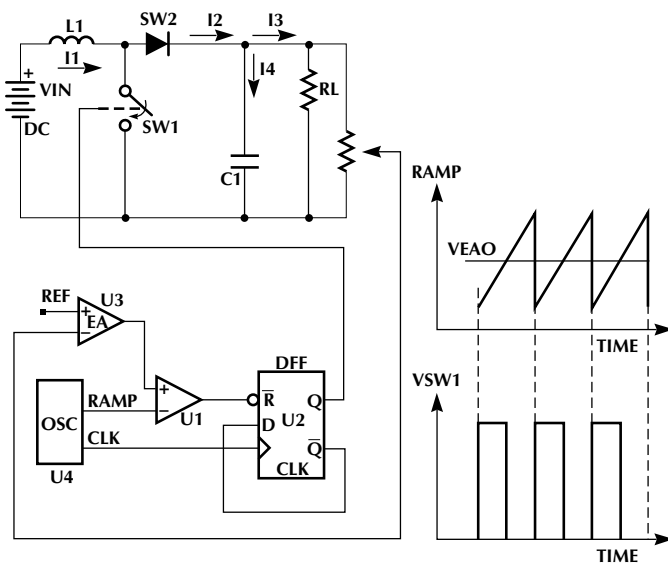 L1
SW2
I2
I3
I1
I4
+
VIN
DC
SW1
RL
C1
RAMP
VEAO
TIME
REF
U3
+
EA
−
DFF
RAMP
+
−
U1
R̅
Q
OSC
D
U2
CLK
Q̅
U4
CLK
VSW1
TIME